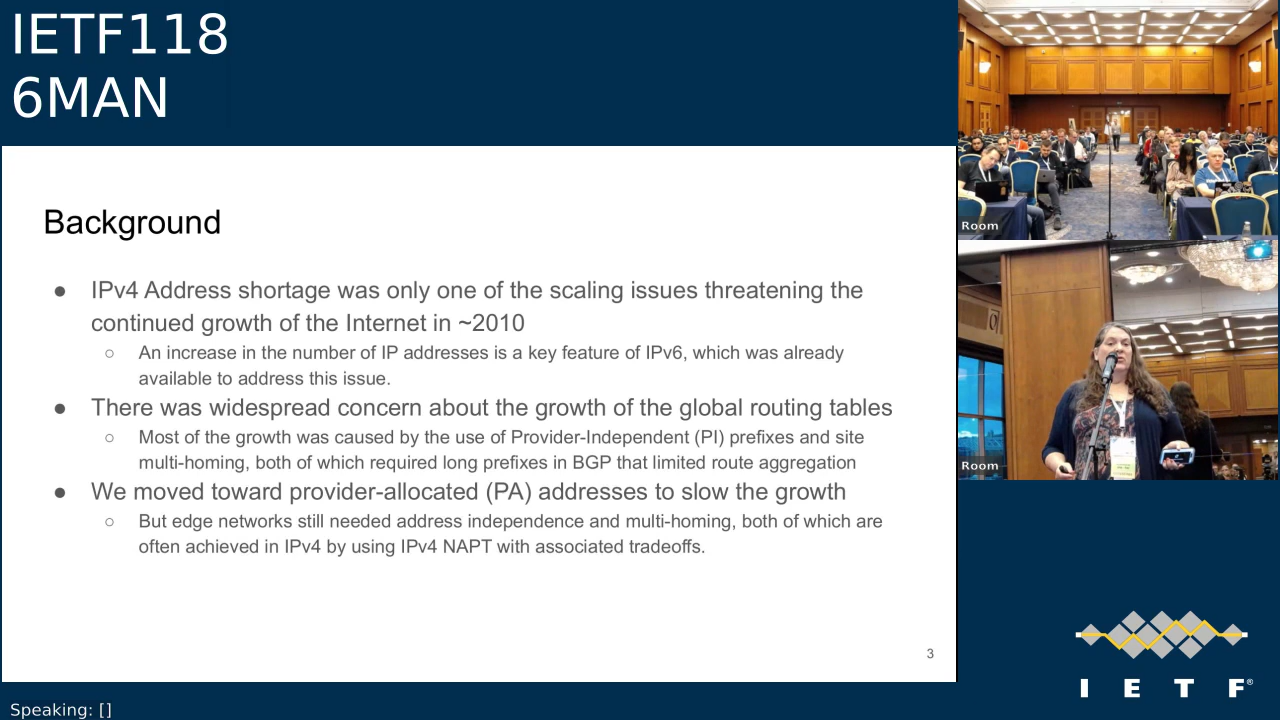 IETF118
6MAN
Background
● IPv4 Address shortage was only one of the scaling issues threatening the
continued growth of the Internet in ~2010
○ An increase in the number of IP addresses is a key feature of IPv6, which was already
available to address this issue.
● There was widespread concern about the growth of the global routing tables
○ Most of the growth was caused by the use of Provider-Independent (PI) prefixes and site
multi-homing, both of which required long prefixes in BGP that limited route aggregation
● We moved toward provider-allocated (PA) addresses to slow the growth
○ But edge networks still needed address independence and multi-homing, both of which are
often achieved in IPv4 by using IPv4 NAPT with associated tradeoffs.
3
Room
Room
I E T F®
Speaking: []